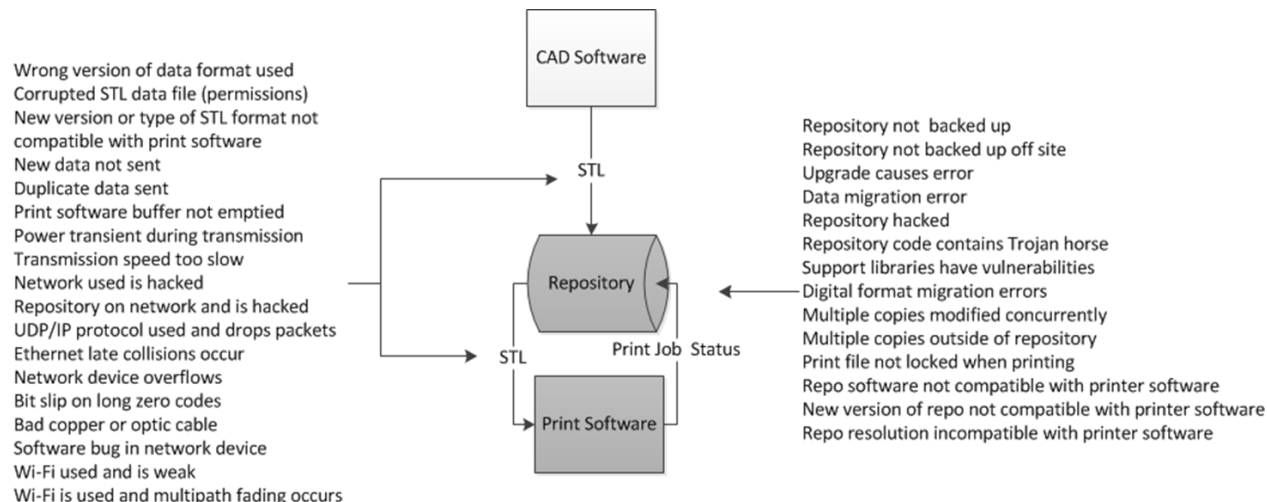 CAD Software
Wrong version of data format used
Corrupted STL data file (permissions)
New version or type of STL format not
compatible with print software
New data not sent
Duplicate data sent
Print software buffer not emptied
Power transient during transmission
Transmission speed too slow
Network used is hacked
Repository on network and is hacked
UDP/IP protocol used and drops packets
Ethernet late collisions occur
Network device overflows
Bit slip on long zero codes
Bad copper or optic cable
Software bug in network device
Wi-Fi used and is weak
Wi-Fi is used and multipath fading occurs
STL
Repository
STL
Print Job Status
Print Software
Repository not backed up
Repository not backed up off site
Upgrade causes error
Data migration error
Repository hacked
Repository code contains Trojan horse
Support libraries have vulnerabilities
Digital format migration errors
Multiple copies modified concurrently
Multiple copies outside of repository
Print file not locked when printing
Repo software not compatible with printer software
New version of repo not compatible with printer software
Repo resolution incompatible with printer software